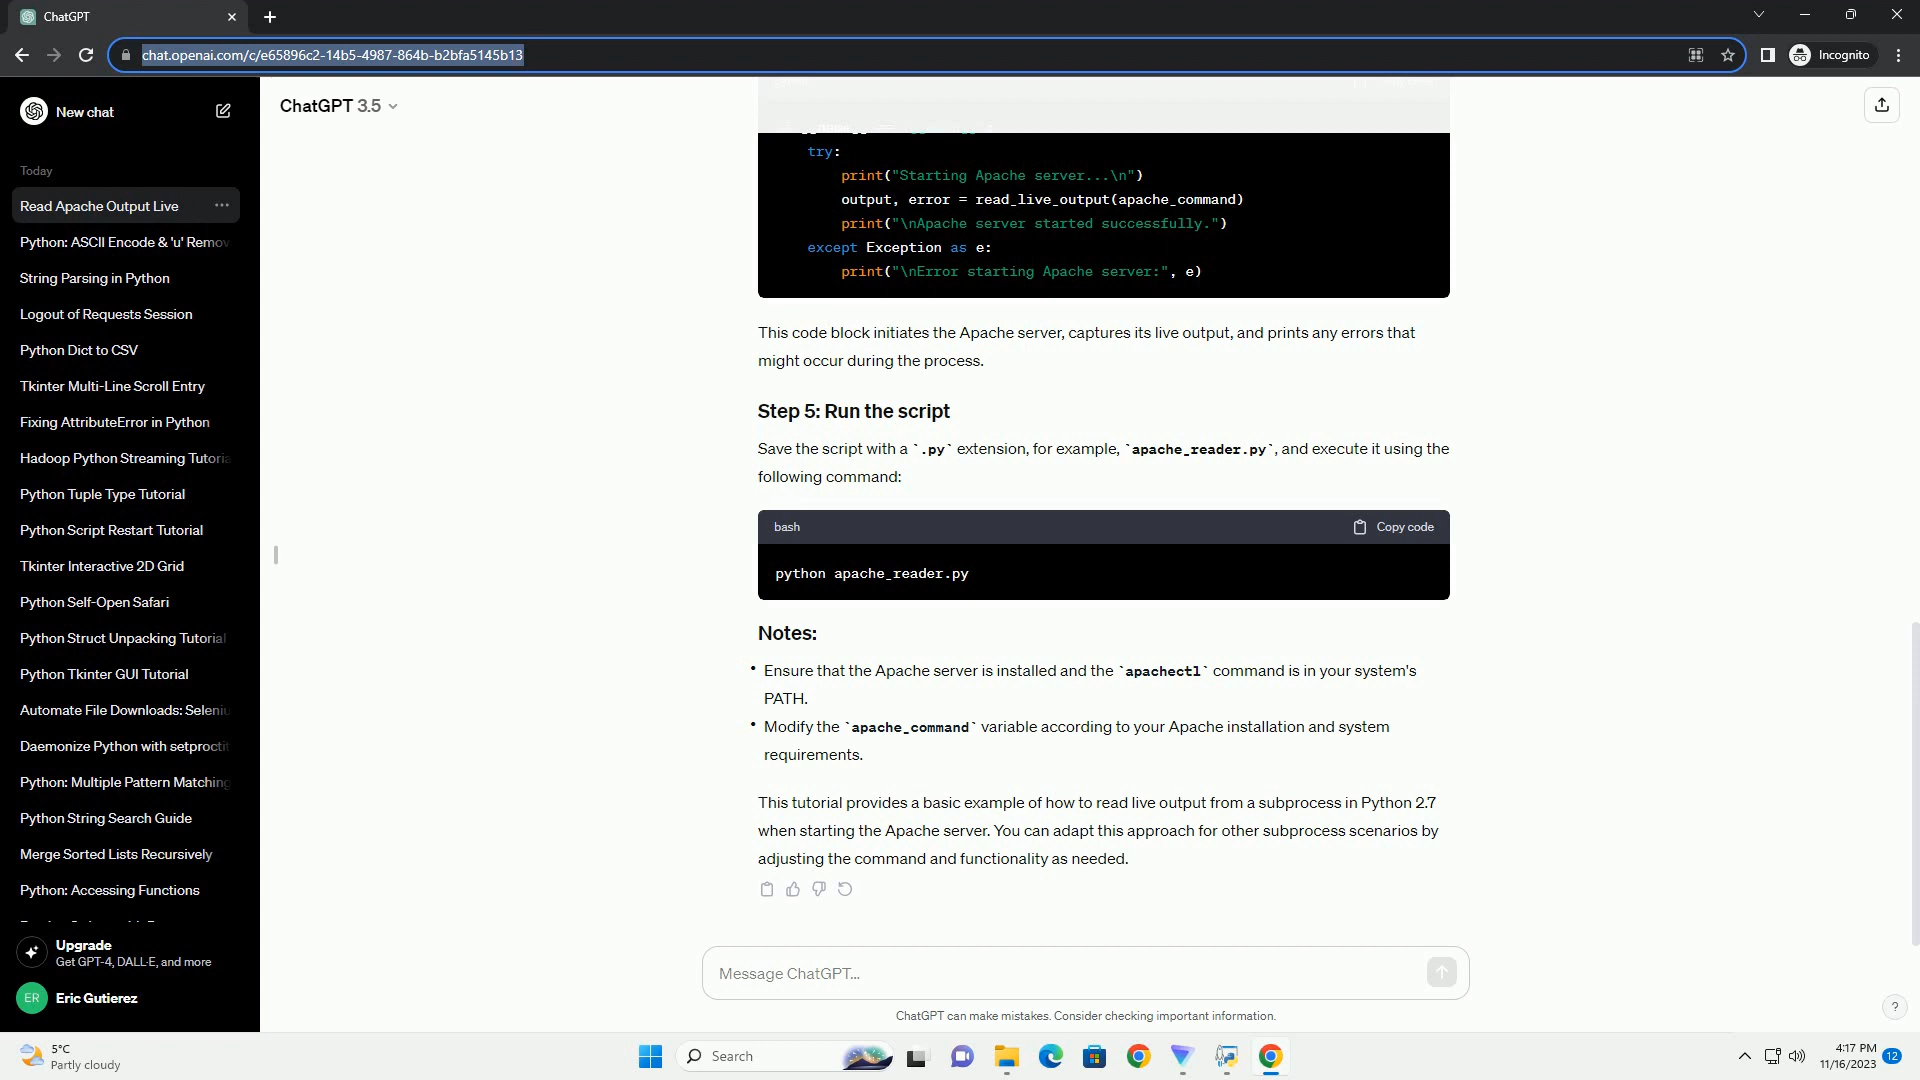 ChatGPT
chat.openai.com/c/e65896c2-14b5-4987-864b-b2bfa5145b13
Incognito
New chat
Today
Read Apache Output Live
Python: ASCII Encode & 'u' Remov
String Parsing in Python
Logout of Requests Session
Python Dict to CSV
Tkinter Multi-Line Scroll Entry
Fixing AttributeError in Python
Hadoop Python Streaming Tutoria
Python Tuple Type Tutorial
Python Script Restart Tutorial
Tkinter Interactive 2D Grid
Python Self-Open Safari
Python Struct Unpacking Tutorial
Python Tkinter GUI Tutorial
Automate File Downloads: Seleniu
Daemonize Python with setproctit
Python: Multiple Pattern Matching
Python String Search Guide
Merge Sorted Lists Recursively
Python: Accessing Functions
Upgrade
Get GPT-4, DALL·E, and more
ER
Eric Gutierez
ChatGPT 3.5
try:
print("Starting Apache server...\n")
output, error = read_live_output(apache_command)
print("\nApache server started successfully.")
except Exception as e:
print("\nError starting Apache server:", e)
This code block initiates the Apache server, captures its live output, and prints any errors that
might occur during the process.
Step 5: Run the script
Save the script with a `.py` extension, for example, `apache_reader.py`, and execute it using the
following command:
bash
Copy code
python apache_reader.py
Notes:
• Ensure that the Apache server is installed and the `apachectl` command is in your system's
PATH.
• Modify the `apache_command` variable according to your Apache installation and system
requirements.
This tutorial provides a basic example of how to read live output from a subprocess in Python 2.7
when starting the Apache server. You can adapt this approach for other subprocess scenarios by
adjusting the command and functionality as needed.
Message ChatGPT...
ChatGPT can make mistakes. Consider checking important information.
?
5°C
Partly cloudy
Search
4:17 PM
11/16/2023
12